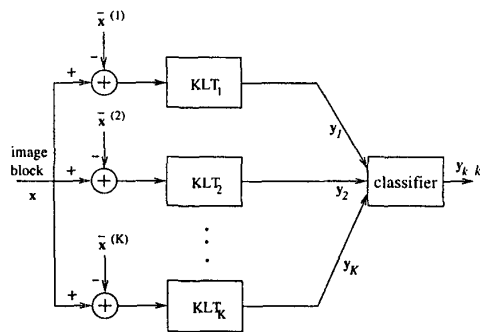 x̄ (1)
−
+
+
KLT1
y1
x̄ (2)
image
block
x
−
+
+
KLT2
y2
classifier
yk k
x̄ (K)
−
+
+
KLTK
yK